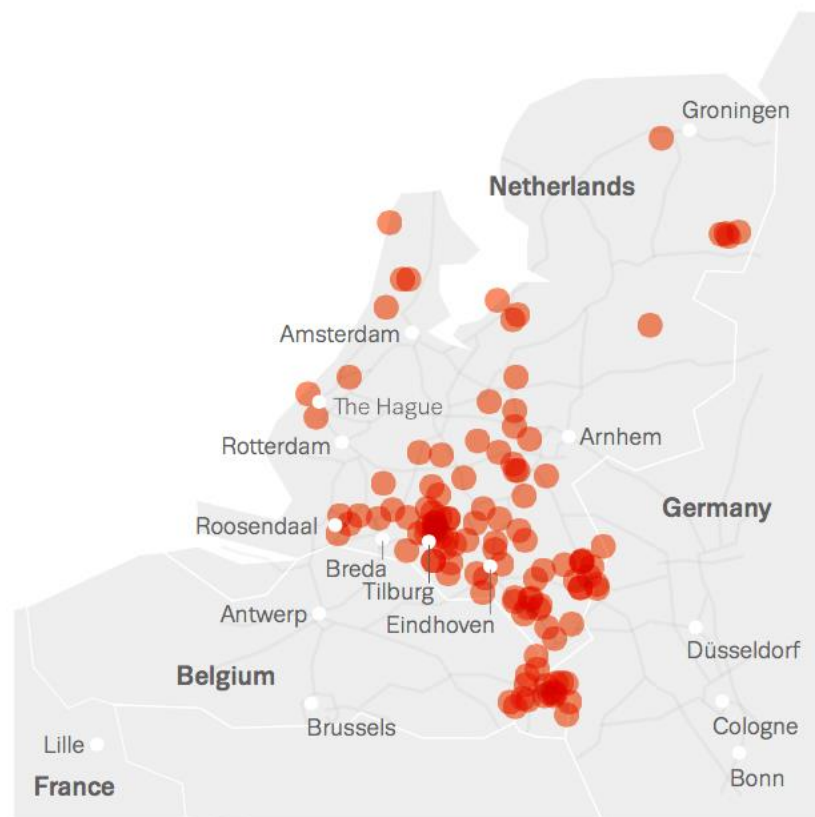 Groningen
Netherlands
Amsterdam
The Hague
Rotterdam
Arnhem
Germany
Roosendaal
Breda
Tilburg
Eindhoven
Antwerp
Düsseldorf
Belgium
Brussels
Cologne
Lille
Bonn
France